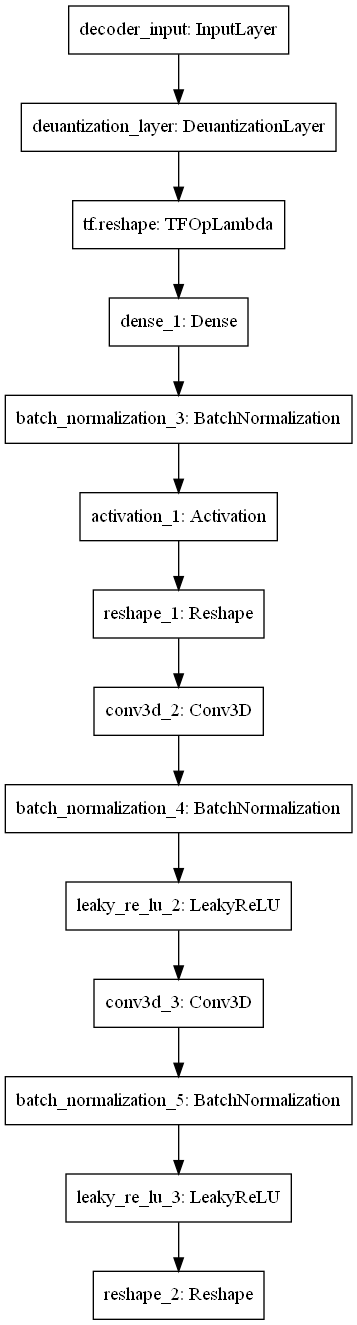 decoder_input: InputLayer
deuantization_layer: DeuantizationLayer
tf.reshape: TFOpLambda
dense_1: Dense
batch_normalization_3: BatchNormalization
activation_1: Activation
reshape_1: Reshape
conv3d_2: Conv3D
batch_normalization_4: BatchNormalization
leaky_re_lu_2: LeakyReLU
conv3d_3: Conv3D
batch_normalization_5: BatchNormalization
leaky_re_lu_3: LeakyReLU
reshape_2: Reshape